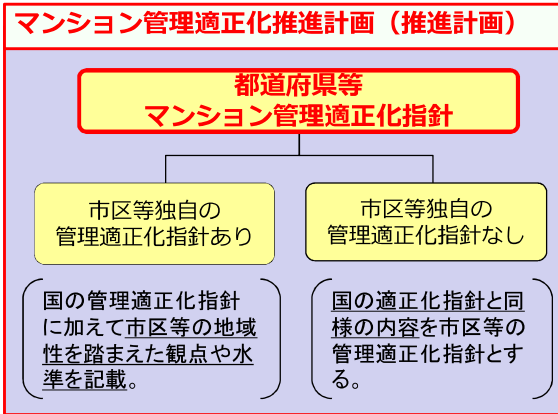 マンション管理適正化推進計画（推進計画）
都道府県等
マンション管理適正化指針
市区等独自の
管理適正化指針あり
市区等独自の
管理適正化指針なし
国の管理適正化指針
に加えて市区等の地域
性を踏まえた観点や水
準を記載。
国の適正化指針と同
様の内容を市区等の
管理適正化指針とす
る。